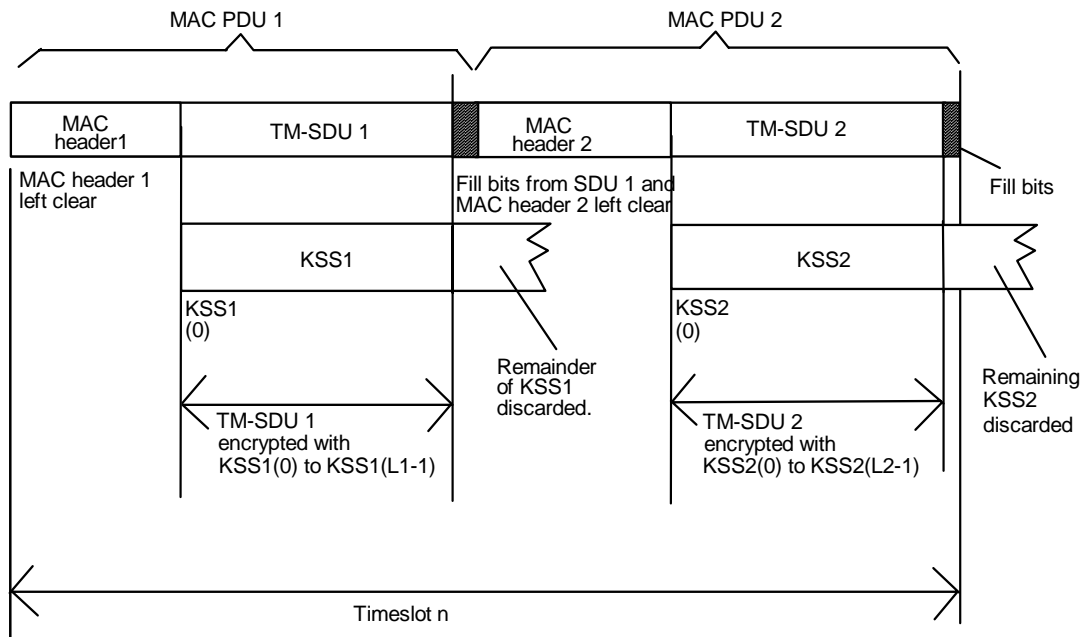 MAC PDU 1
MAC PDU 2
MAC
header1
TM-SDU 1
MAC
header 2
TM-SDU 2
MAC header 1
left clear
Fill bits from SDU 1 and
MAC header 2 left clear
Fill bits
KSS1
KSS2
KSS1
(0)
KSS2
(0)
Remainder
of KSS1
discarded.
Remaining
KSS2
discarded
TM-SDU 1
encrypted with
KSS1(0) to KSS1(L1-1)
TM-SDU 2
encrypted with
KSS2(0) to KSS2(L2-1)
Timeslot n